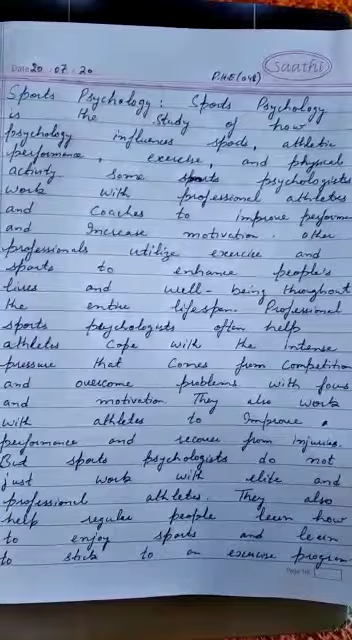 Saathi
Date 20 . 07 . 20
P.H.E (048)
Sports Psychology : Sports Psychology
is the study of how
psychology influences spods, athletic
performance, exercise, and physical
activity. Some sports psychologists
work with professional athletes
and coaches to improve perform
and Increase motivation. other
professionals utilize exercise and
sports to enhance people's
lives and well-being throughout
the entire lifespan. Professional
sports psychologists often help
athletes cope with the intense
pressure that comes from competition
and overcome problems with focus
and motivation. They also work
with athletes to Improve
performance and recover from injuries.
But sports psychologists do not
just work with elite and
professional athletes. They also
help regular people learn how
to enjoy sports and learn
to stick to an exercise program
Page No.